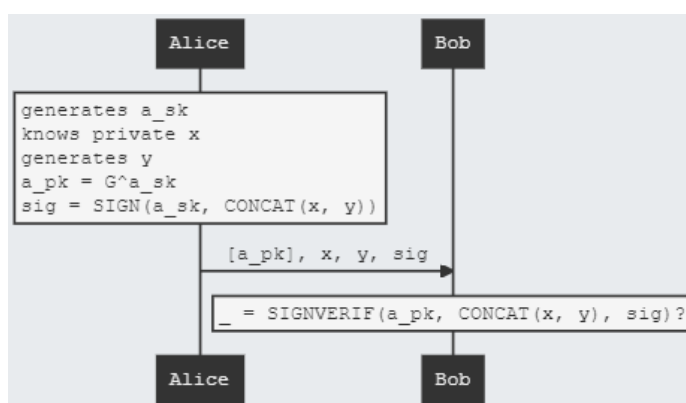 Alice Bob
generates a_sk
knows private x
generates y
a_pk = G^a_sk
sig = SIGN(a_sk, CONCAT(x, y))
[a_pk], x, y, sig
_ = SIGNVERIF(a_pk, CONCAT(x, y), sig)?
Alice Bob